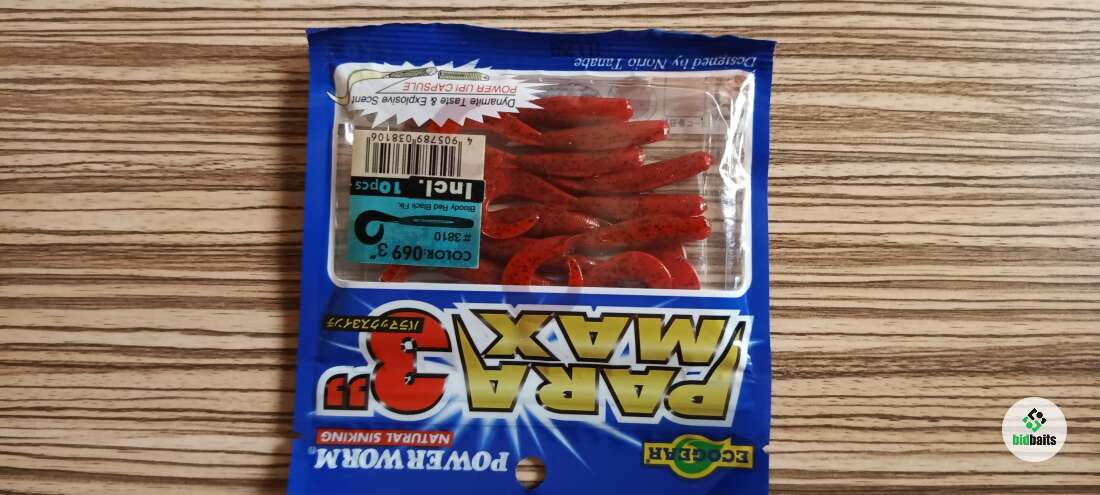 ECOGEAR
POWER WORM®
NATURAL SINKING
PARA
MAX
3"
パラマックス3インチ
COLOR:069 3"
#3810
Bloody Red Black Flk.
Incl. 10pcs
4 905789 038106
Dynamite Taste & Explosive Scent
POWER UP! CAPSULE
Designed by Norio Tanabe
bidbaits